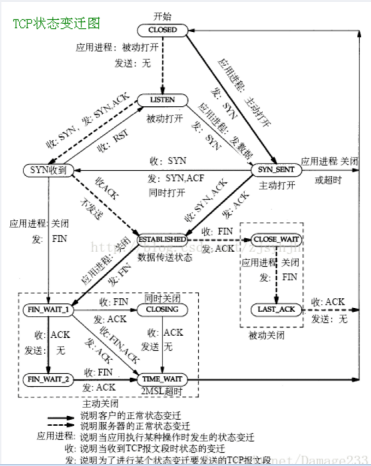 TCP状态变迁图
开始
CLOSED
应用进程：被动打开
发送：无
应用进程：主动打开
发：SYN
LISTEN
被动打开
收：SYN；发：SYN,ACK
收：RST
应用进程：发数据
发：SYN
SYN收到
收：SYN
发：SYN,ACF
同时打开
SYN_SENT
主动打开
应用进程 关闭
或超时
收ACK
不发送
收：SYN,ACK
发：ACK
应用进程：关闭
发：FIN
ESTABLISHED
数据传送状态
收：FIN
发：ACK
CLOSE_WAIT
应用进程：关闭
发：FIN
应用进程 关闭
发：FIN
LAST_ACK
收：ACK
发送：无
被动关闭
FIN_WAIT_1
收：FIN
发：ACK
同时关闭
CLOSING
收：ACK
发送：无
收：FIN,ACK
发：ACK
收：ACK
发送：无
FIN_WAIT_2
收：FIN
发：ACK
TIME_WAIT
2MSL超时
主动关闭
说明客户的正常状态变迁
说明服务器的正常状态变迁
应用进程：说明当应用执行某种操作时发生的状态变迁
收：说明当收到TCP报文段时状态的变迁
发：说明为了进行某个状态变迁要发送的TCP报文段